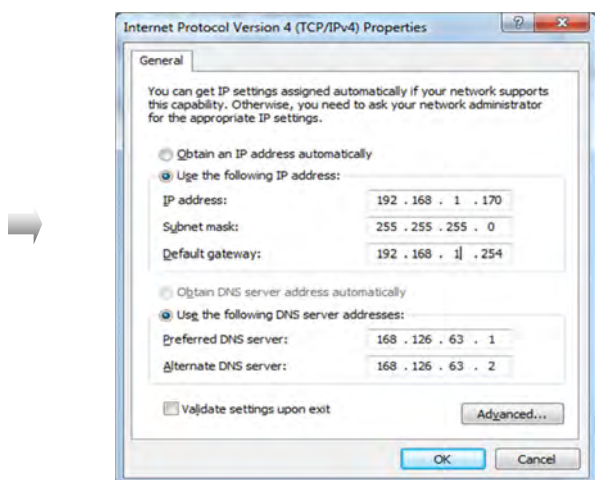 Internet Protocol Version 4 (TCP/IPv4) Properties
General
You can get IP settings assigned automatically if your network supports
this capability. Otherwise, you need to ask your network administrator
for the appropriate IP settings.
Obtain an IP address automatically
Use the following IP address:
IP address: 192 . 168 . 1 . 170
Subnet mask: 255 . 255 . 255 . 0
Default gateway: 192 . 168 . 1 . 254
Obtain DNS server address automatically
Use the following DNS server addresses:
Preferred DNS server: 168 . 126 . 63 . 1
Alternate DNS server: 168 . 126 . 63 . 2
Validate settings upon exit
Advanced...
OK Cancel